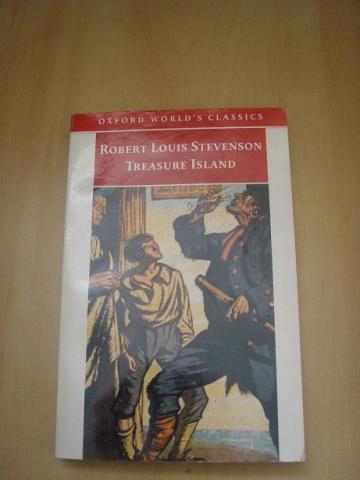 OXFORD WORLD'S CLASSICS
ROBERT LOUIS STEVENSON
TREASURE ISLAND